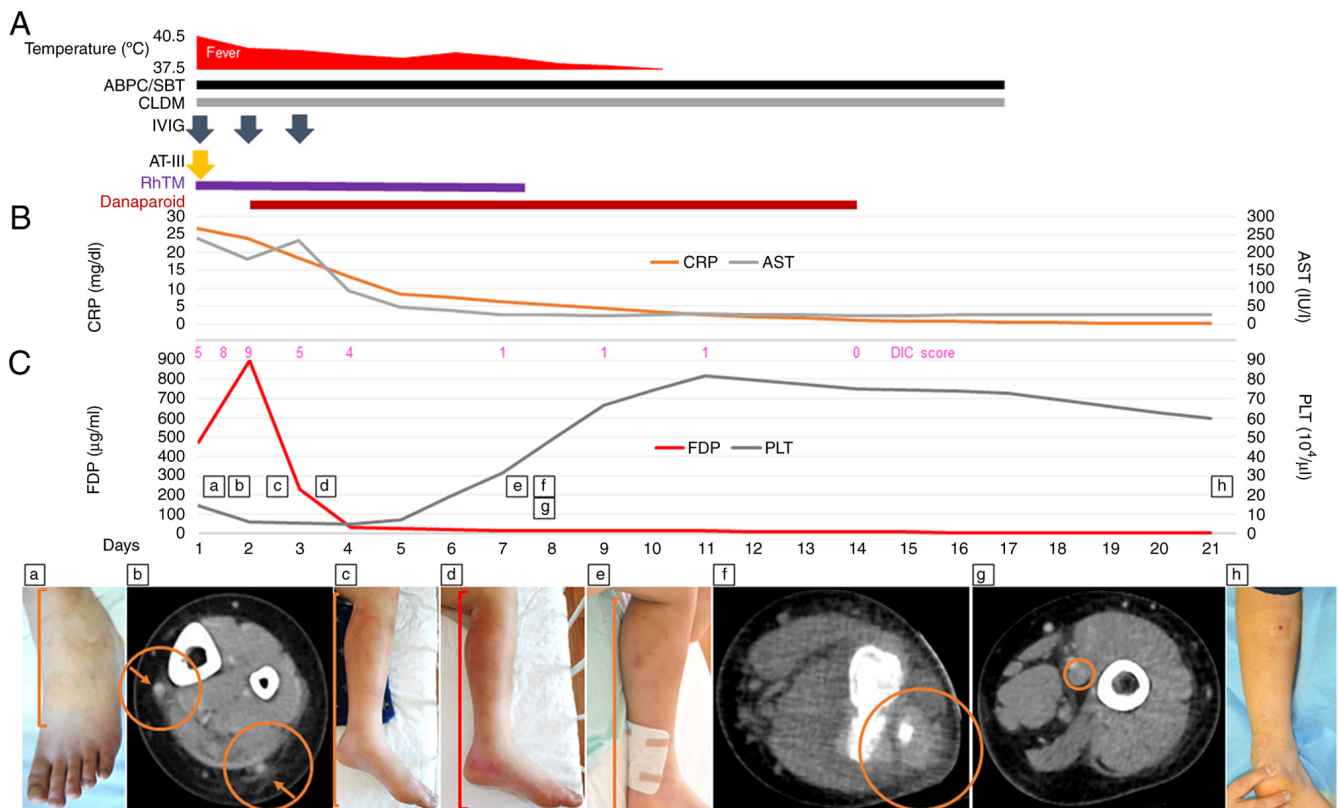 A
Temperature (ºC)
40.5
37.5
Fever
ABPC/SBT
CLDM
IVIG
AT-III
RhTM
Danaparoid
B
CRP (mg/dl)
30
25
20
15
10
5
0
CRP
AST
300
250
200
150
100
50
0
AST (IU/l)
5 8 9 5 4 1 1 1 0 DIC score
C
FDP (µg/ml)
900
800
700
600
500
400
300
200
100
0
FDP
PLT
a b c d e f g h
90
80
70
60
50
40
30
20
10
0
PLT (10⁴/µl)
Days 1 2 3 4 5 6 7 8 9 10 11 12 13 14 15 16 17 18 19 20 21
a b c d e f g h